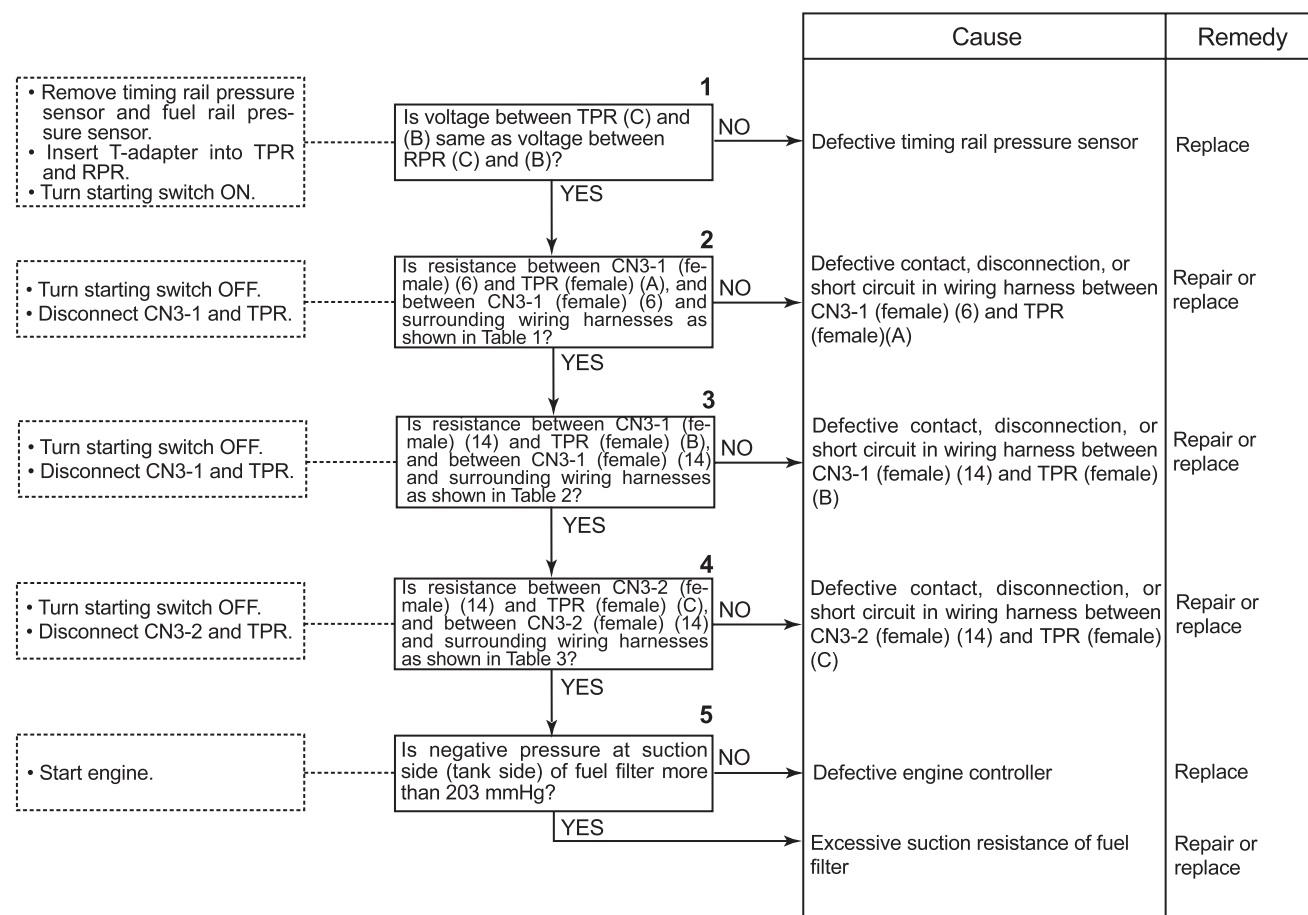 Cause
Remedy
• Remove timing rail pressure
sensor and fuel rail pres-
sure sensor.
• Insert T-adapter into TPR
and RPR.
• Turn starting switch ON.
1
Is voltage between TPR (C) and
(B) same as voltage between
RPR (C) and (B)?
NO
Defective timing rail pressure sensor
Replace
YES
• Turn starting switch OFF.
• Disconnect CN3-1 and TPR.
2
Is resistance between CN3-1 (fe-
male) (6) and TPR (female) (A), and
between CN3-1 (female) (6) and
surrounding wiring harnesses as
shown in Table 1?
NO
Defective contact, disconnection, or
short circuit in wiring harness between
CN3-1 (female) (6) and TPR
(female)(A)
Repair or
replace
YES
• Turn starting switch OFF.
• Disconnect CN3-1 and TPR.
3
Is resistance between CN3-1 (fe-
male) (14) and TPR (female) (B),
and between CN3-1 (female) (14)
and surrounding wiring harnesses
as shown in Table 2?
NO
Defective contact, disconnection, or
short circuit in wiring harness between
CN3-1 (female) (14) and TPR (female)
(B)
Repair or
replace
YES
• Turn starting switch OFF.
• Disconnect CN3-2 and TPR.
4
Is resistance between CN3-2 (fe-
male) (14) and TPR (female) (C),
and between CN3-2 (female) (14)
and surrounding wiring harnesses
as shown in Table 3?
NO
Defective contact, disconnection, or
short circuit in wiring harness between
CN3-2 (female) (14) and TPR (female)
(C)
Repair or
replace
YES
• Start engine.
5
Is negative pressure at suction
side (tank side) of fuel filter more
than 203 mmHg?
NO
Defective engine controller
Replace
YES
Excessive suction resistance of fuel
filter
Repair or
replace